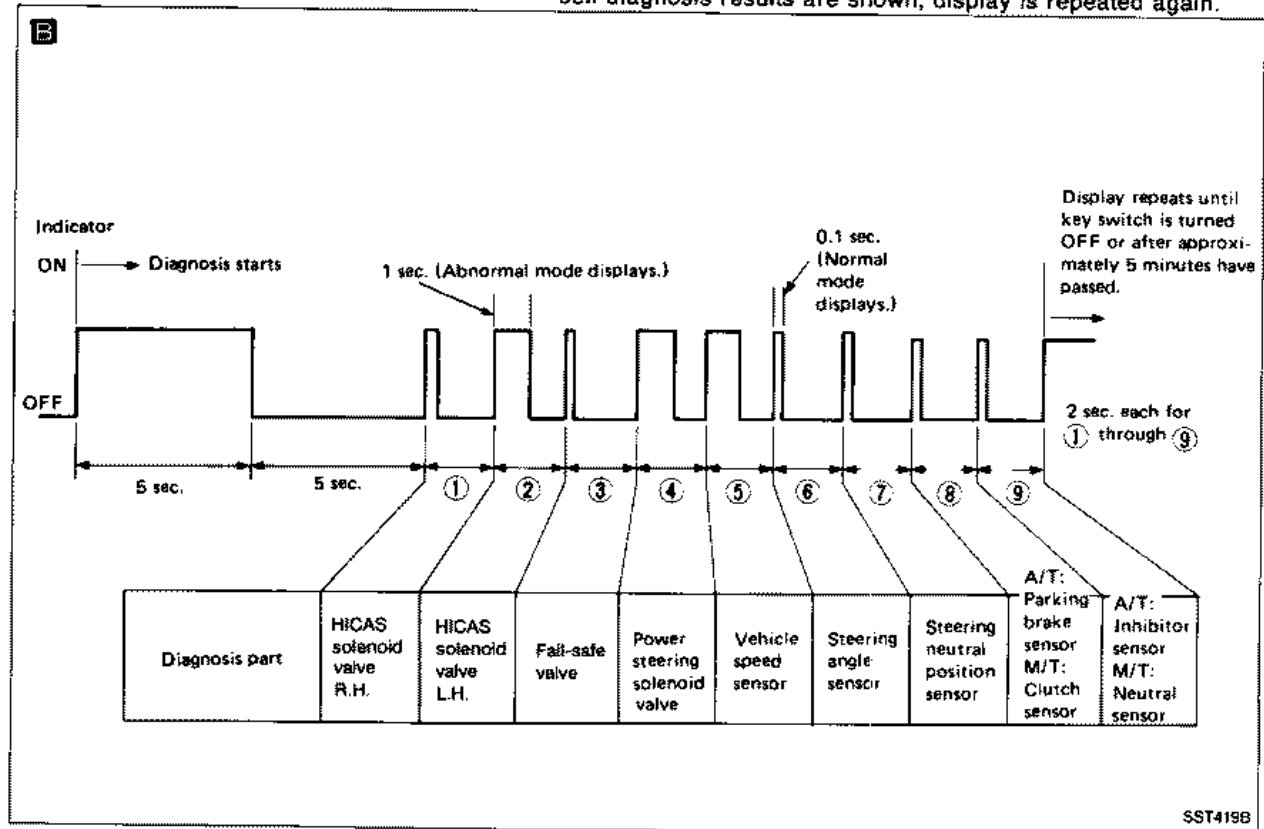 self-diagnosis results are shown, display is repeated again.
B
Display repeats until
key switch is turned
OFF or after approxi-
mately 5 minutes have
passed.
Indicator
ON
Diagnosis starts
1 sec. (Abnormal mode displays.)
0.1 sec.
(Normal
mode
displays.)
OFF
2 sec. each for
① through ⑨
5 sec.
5 sec.
①
②
③
④
⑤
⑥
⑦
⑧
⑨
Diagnosis part
HICAS
solenoid
valve
R.H.
HICAS
solenoid
valve
L.H.
Fail-safe
valve
Power
steering
solenoid
valve
Vehicle
speed
sensor
Steering
angle
sensor
Steering
neutral
position
sensor
A/T:
Parking
brake
sensor
M/T:
Clutch
sensor
A/T:
Inhibitor
sensor
M/T:
Neutral
sensor
SST419B